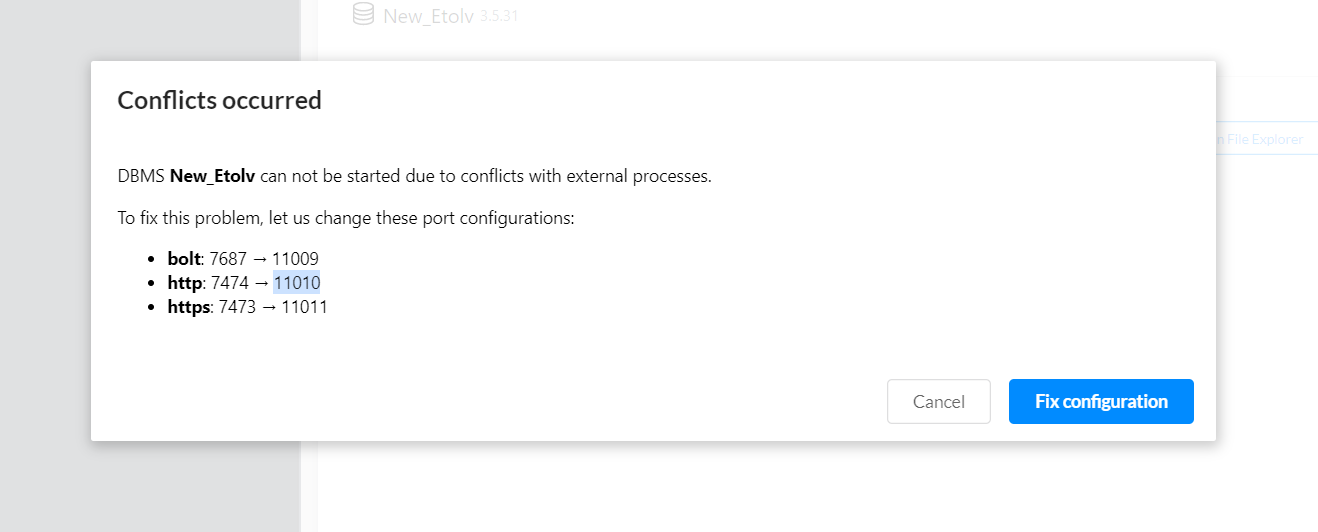 New_Etolv 3.5.31
Conflicts occurred
n File Explorer
DBMS New_Etolv can not be started due to conflicts with external processes.
To fix this problem, let us change these port configurations:
• bolt: 7687 → 11009
• http: 7474 → 11010
• https: 7473 → 11011
Cancel
Fix configuration